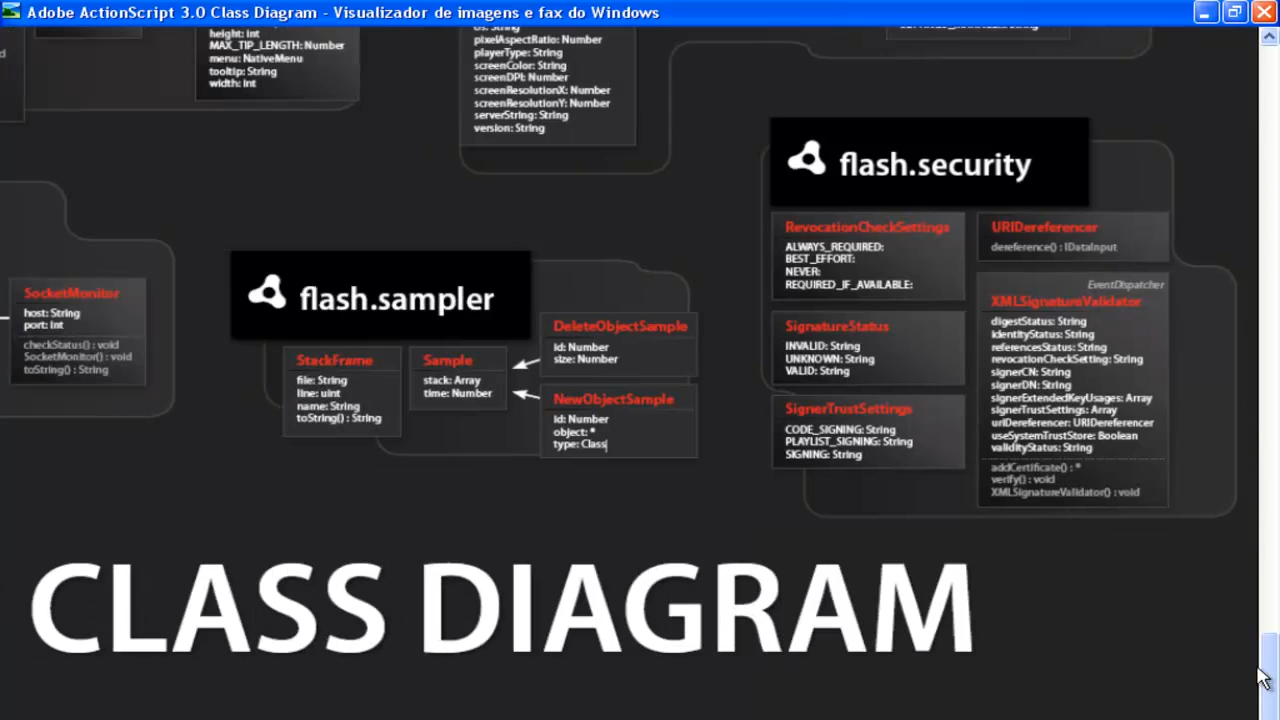 Adobe ActionScript 3.0 Class Diagram - Visualizador de imagens e fax do Windows
height: int
MAX_TIP_LENGTH: Number
menu: NativeMenu
tooltip: String
width: int
os: String
pixelAspectRatio: Number
playerType: String
screenColor: String
screenDPI: Number
screenResolutionX: Number
screenResolutionY: Number
serverString: String
version: String
SocketMonitor
host: String
port: int
checkStatus() : void
SocketMonitor() : void
toString() : String
flash.sampler
StackFrame
file: String
line: uint
name: String
toString() : String
Sample
stack: Array
time: Number
DeleteObjectSample
id: Number
size: Number
NewObjectSample
id: Number
object: *
type: Class
flash.security
RevocationCheckSettings
ALWAYS_REQUIRED:
BEST_EFFORT:
NEVER:
REQUIRED_IF_AVAILABLE:
SignatureStatus
INVALID: String
UNKNOWN: String
VALID: String
SignerTrustSettings
CODE_SIGNING: String
PLAYLIST_SIGNING: String
SIGNING: String
URIDereferencer
dereference() : IDataInput
EventDispatcher
XMLSignatureValidator
digestStatus: String
identityStatus: String
referencesStatus: String
revocationCheckSetting: String
signerCN: String
signerDN: String
signerExtendedKeyUsages: Array
signerTrustSettings: Array
uriDereferencer: URIDereferencer
useSystemTrustStore: Boolean
validityStatus: String
addCertificate() : *
verify() : void
XMLSignatureValidator() : void
CLASS DIAGRAM